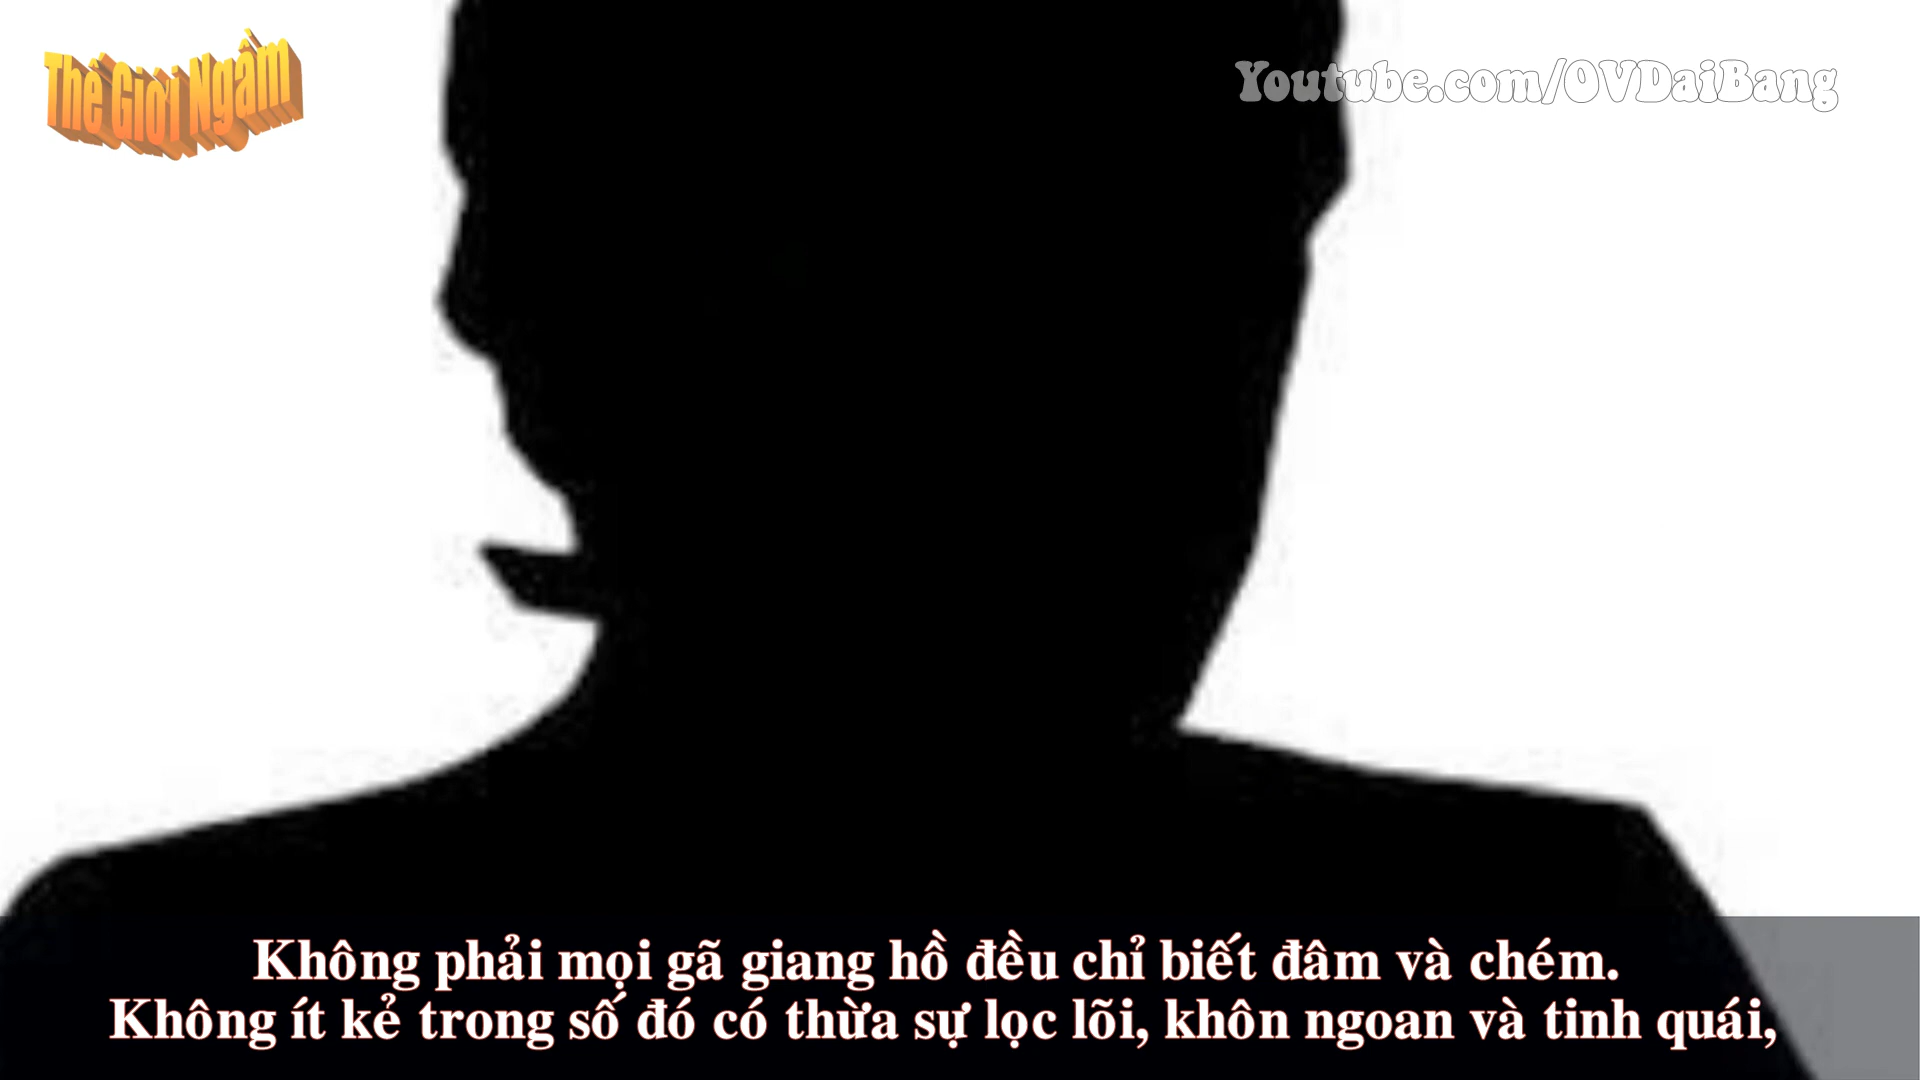 Thế Giới Ngầm
Youtube.com/OVDaiBang
Không phải mọi gã giang hồ đều chỉ biết đâm và chém.
Không ít kẻ trong số đó có thừa sự lọc lõi, khôn ngoan và tinh quái,